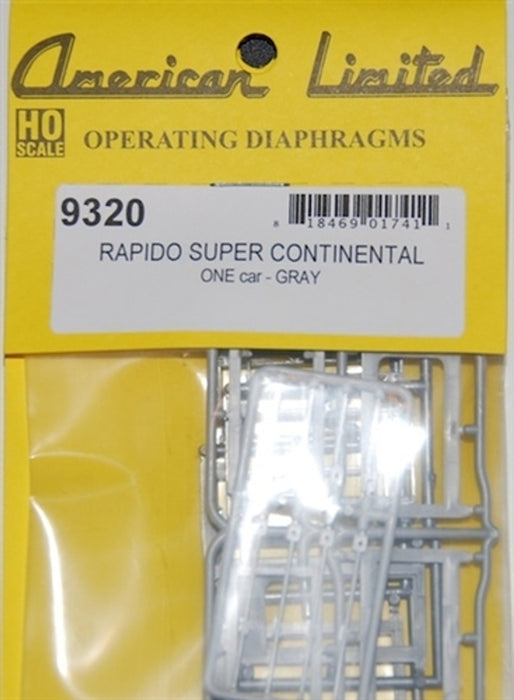 American Limited
HO
SCALE
OPERATING DIAPHRAGMS
9320
8 18469 01741 1
RAPIDO SUPER CONTINENTAL
ONE car - GRAY